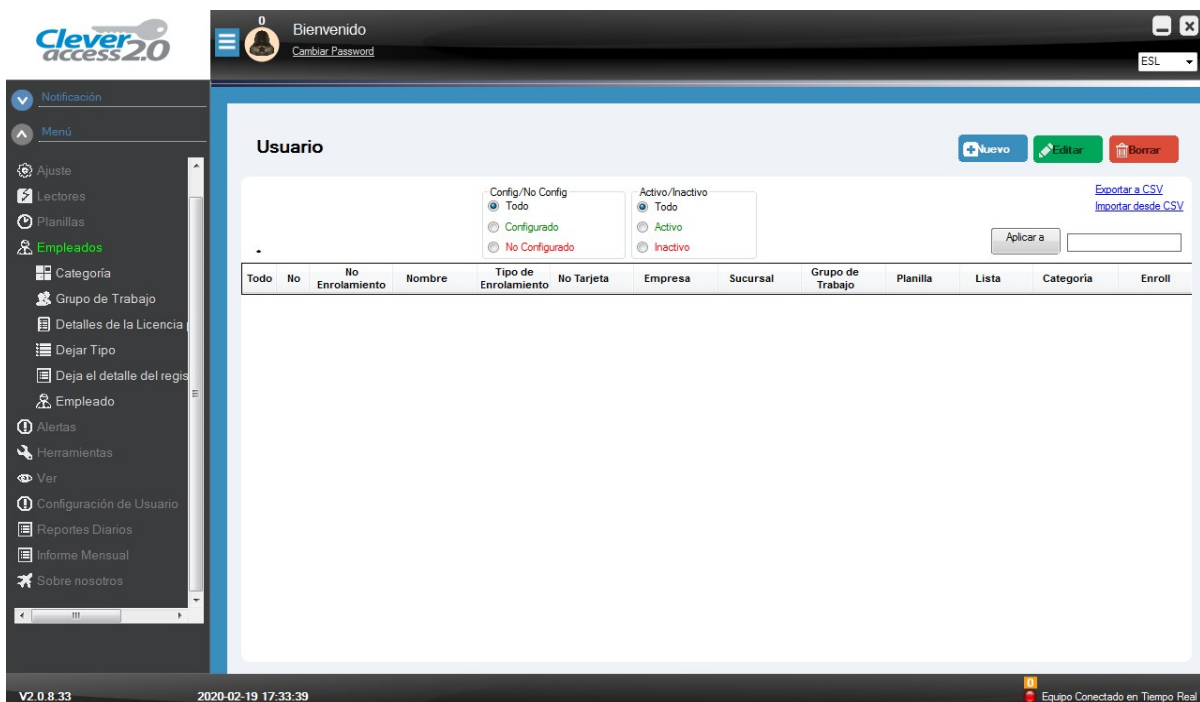 Clever
access 2.0
0
Bienvenido
Cambiar Password
ESL
Notificación
Menú
Ajuste
Lectores
Planillas
Empleados
Categoría
Grupo de Trabajo
Detalles de la Licencia
Dejar Tipo
Deja el detalle del regis
Empleado
Alertas
Herramientas
Ver
Configuración de Usuario
Reportes Diarios
Informe Mensual
Sobre nosotros
Usuario
Nuevo
Editar
Borrar
Config/No Config
Todo
Configurado
No Configurado
Activo/Inactivo
Todo
Activo
Inactivo
Exportar a CSV
Importar desde CSV
Aplicar a
Todo No No Enrolamiento Nombre Tipo de Enrolamiento No Tarjeta Empresa Sucursal Grupo de Trabajo Planilla Lista Categoría Enroll
V2.0.8.33 2020-02-19 17:33:39
0
Equipo Conectado en Tiempo Real